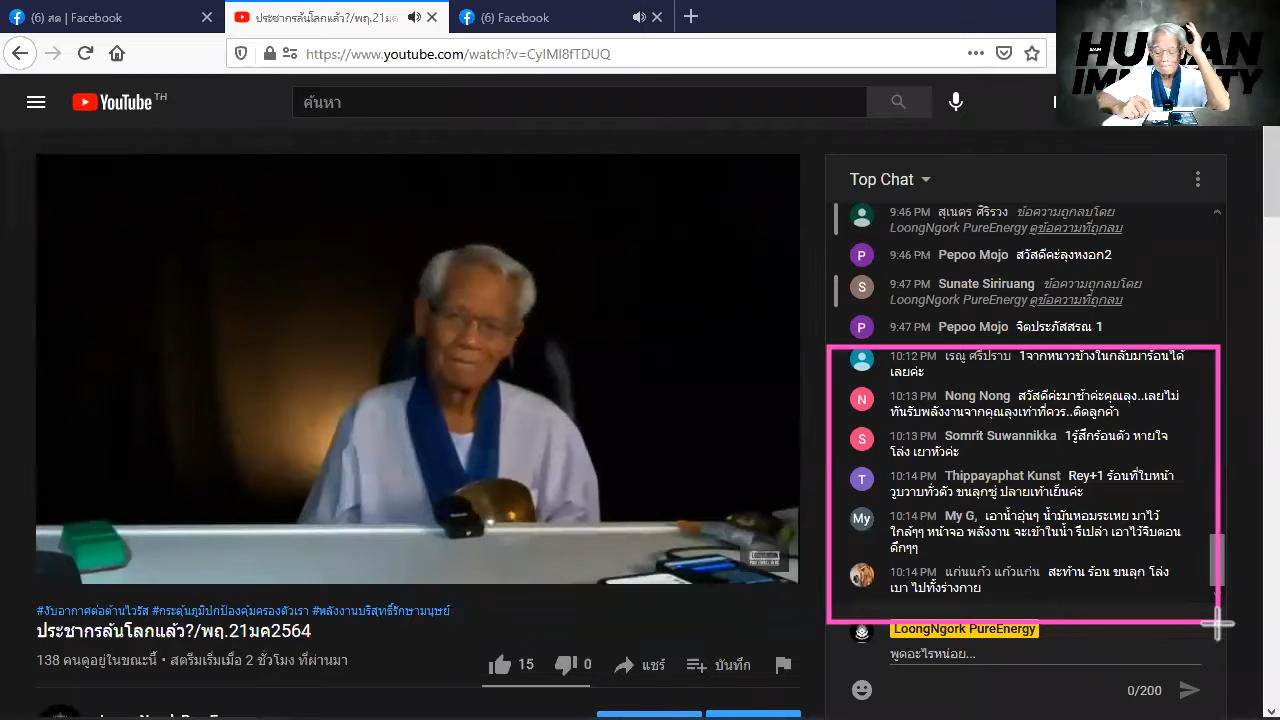 (6) สด | Facebook
ประชากรล้นโลกแล้ว?/พฤ.21มค
(6) Facebook
https://www.youtube.com/watch?v=CyIMI8fTDUQ
HUMAN
IMMUNITY
YouTube TH
ค้นหา
Top Chat
9:46 PM สุเนตร ศิริรวง ข้อความถูกลบโดย
LoongNgork PureEnergy ดูข้อความที่ถูกลบ
9:46 PM Pepoo Mojo สวัสดีค่ะลุงหงอก2
9:47 PM Sunate Siriruang ข้อความถูกลบโดย
LoongNgork PureEnergy ดูข้อความที่ถูกลบ
9:47 PM Pepoo Mojo จิตประภัสสรณ 1
10:12 PM เรณู ศรีปราบ 1จากหนาวข้างในกลับมาร้อนได้
เลยค่ะ
10:13 PM Nong Nong สวัสดีค่ะมาช้าค่ะคุณลุง..เลยไม่
ทันรับพลังงานจากคุณลุงเท่าที่ควร..ติดลูกค้า
10:13 PM Somrit Suwannikka 1รู้สึกร้อนตัว หายใจ
โล่ง เยาหัวค่ะ
10:14 PM Thippayaphat Kunst Rey+1 ร้อนที่ใบหน้า
วูบวาบทั่วตัว ขนลุกซู่ ปลายเท้าเย็นค่ะ
10:14 PM My G, เอาน้ำอุ่นๆ น้ำมันหอมระเหย มาไว้
ใกล้ๆๆ หน้าจอ พลังงาน จะเข้าในน้ำ รีเปล่า เอาไว้จิบตอน
ดึกๆๆ
10:14 PM แก่นแก้ว แก้วแก่น สะท้าน ร้อน ขนลุก โล่ง
เบา ไปทั้งร่างกาย
LoongNgork PureEnergy
พูดอะไรหน่อย...
0/200
#งับอากาศต่อต้านไวรัส #กระตุ้นภูมิปกป้องคุ้มครองตัวเรา #พลังงานบริสุทธิ์รักษามนุษย์
ประชากรล้นโลกแล้ว?/พฤ.21มค2564
138 คนดูอยู่ในขณะนี้ • สตรีมเริ่มเมื่อ 2 ชั่วโมง ที่ผ่านมา
15
0
แชร์
บันทึก